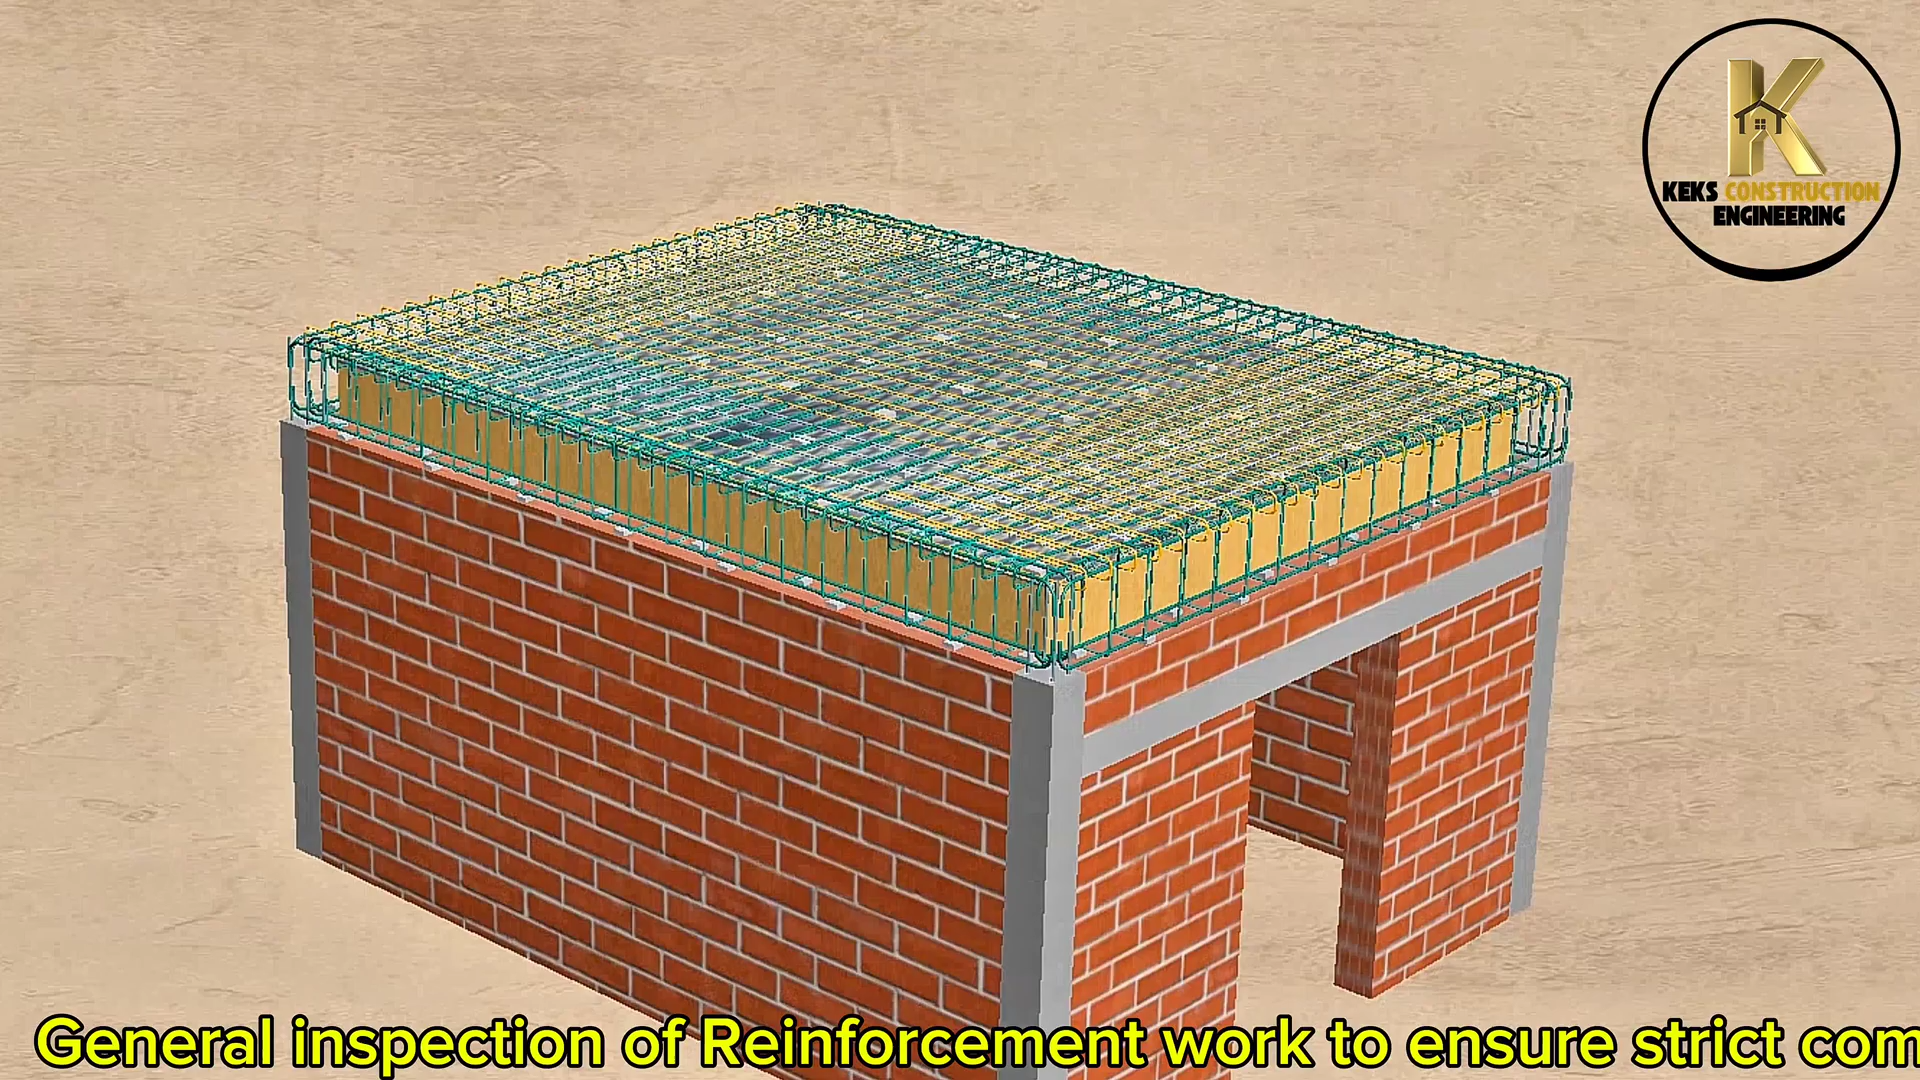 K
KEKS CONSTRUCTION
ENGINEERING
General inspection of Reinforcement work to ensure strict com